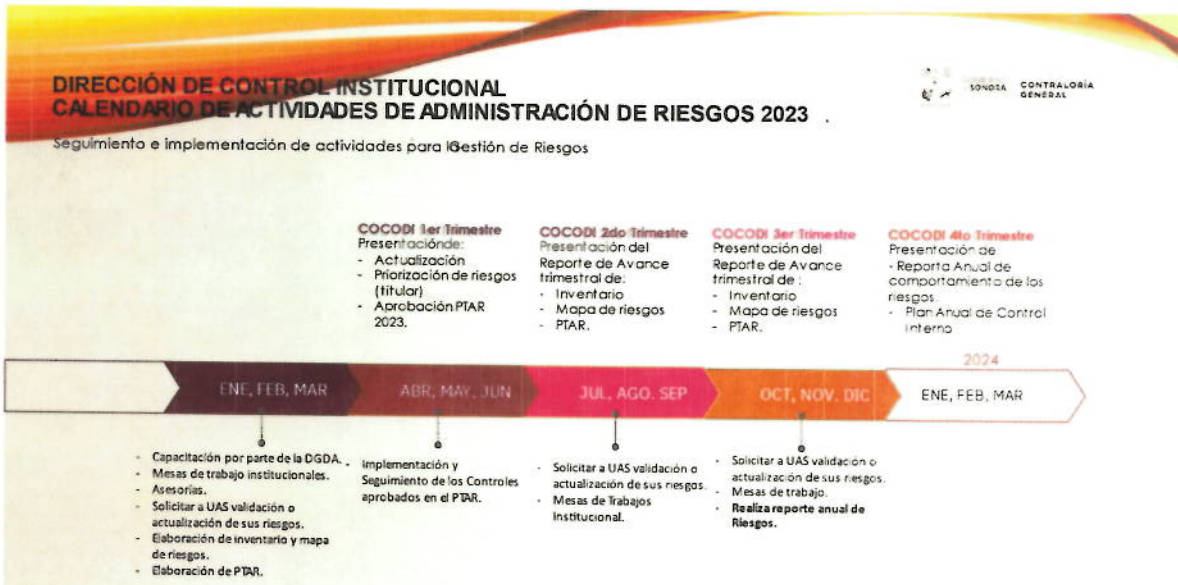 DIRECCIÓN DE CONTROL INSTITUCIONAL
CALENDARIO DE ACTIVIDADES DE ADMINISTRACIÓN DE RIESGOS 2023
SONORA
CONTRALORÍA
GENERAL
Seguimiento e implementación de actividades para lGestión de Riesgos
COCODI 1er Trimestre
Presentaciónde:
- Actualización
- Priorización de riesgos
(titular)
- Aprobación PTAR
2023.
COCODI 2do Trimestre
Presentación del
Reporte de Avance
trimestral de:
- Inventario
- Mapa de riesgos
- PTAR.
COCODI 3er Trimestre
Presentación del
Reporte de Avance
trimestral de :
- Inventario
- Mapa de riesgos
- PTAR.
COCODI 4to Trimestre
Presentación de
- Reporta Anual de
comportamiento de los
riesgos.
- Plan Anual de Control
Interno
2024
ENE, FEB, MAR
ABR, MAY, JUN
JUL, AGO. SEP
OCT, NOV. DIC
ENE, FEB, MAR
- Capacitación por parte de la DGDA.
- Mesas de trabajo institucionales.
- Asesorías.
- Solicitar a UAS validación o
actualización de sus riesgos.
- Elaboración de inventario y mapa
de riesgos.
- Elaboración de PTAR.
- Implementación y
Seguimiento de los Controles
aprobados en el PTAR.
- Solicitar a UAS validación o
actualización de sus riesgos.
- Mesas de Trabajos
Institucional.
- Solicitar a UAS validación o
actualización de sus riesgos.
- Mesas de trabajo.
- Realiza reporte anual de
Riesgos.